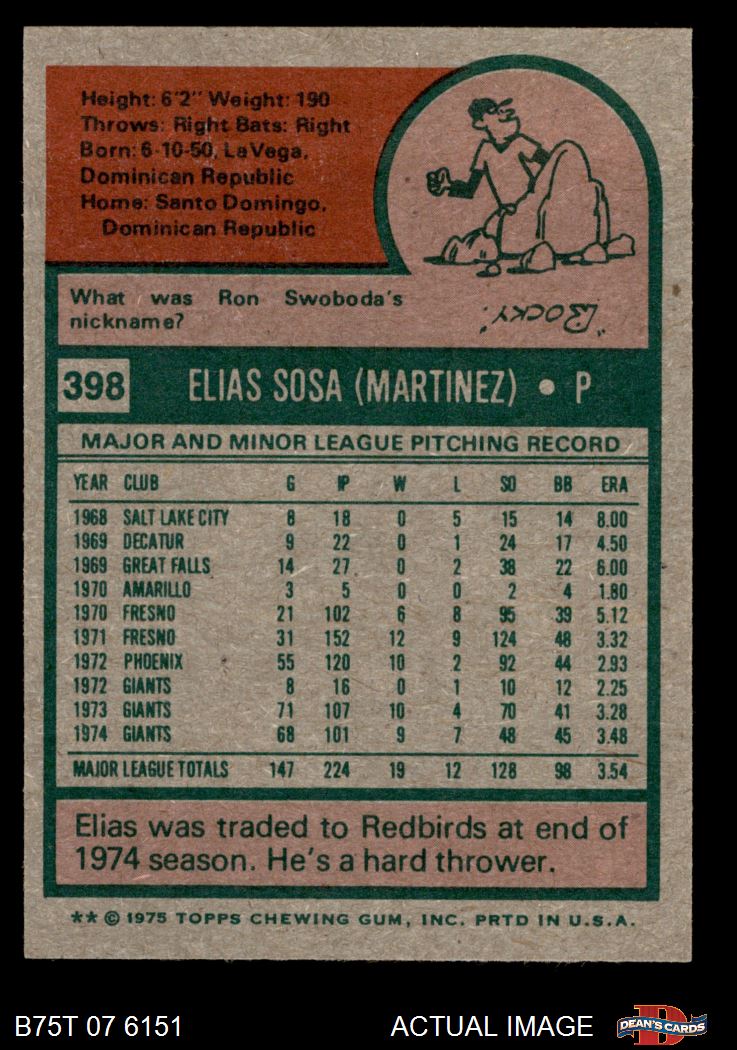 Height: 6'2" Weight: 190
Throws: Right Bats: Right
Born: 6-10-50, LaVega,
Dominican Republic
Home: Santo Domingo,
Dominican Republic
What was Ron Swoboda's
nickname?
"Rocky".
398 ELIAS SOSA (MARTINEZ) • P
MAJOR AND MINOR LEAGUE PITCHING RECORD
YEAR CLUB G IP W L SO BB ERA
1968 SALT LAKE CITY 8 18 0 5 15 14 8.00
1969 DECATUR 9 22 0 1 24 17 4.50
1969 GREAT FALLS 14 27 0 2 38 22 6.00
1970 AMARILLO 3 5 0 0 2 4 1.80
1970 FRESNO 21 102 6 8 95 39 5.12
1971 FRESNO 31 152 12 9 124 48 3.32
1972 PHOENIX 55 120 10 2 92 44 2.93
1972 GIANTS 8 16 0 1 10 12 2.25
1973 GIANTS 71 107 10 4 70 41 3.28
1974 GIANTS 68 101 9 7 48 45 3.48
MAJOR LEAGUE TOTALS 147 224 19 12 128 98 3.54
Elias was traded to Redbirds at end of
1974 season. He's a hard thrower.
** © 1975 TOPPS CHEWING GUM, INC. PRTD IN U.S.A.
B75T 07 6151 ACTUAL IMAGE D DEAN'S CARDS